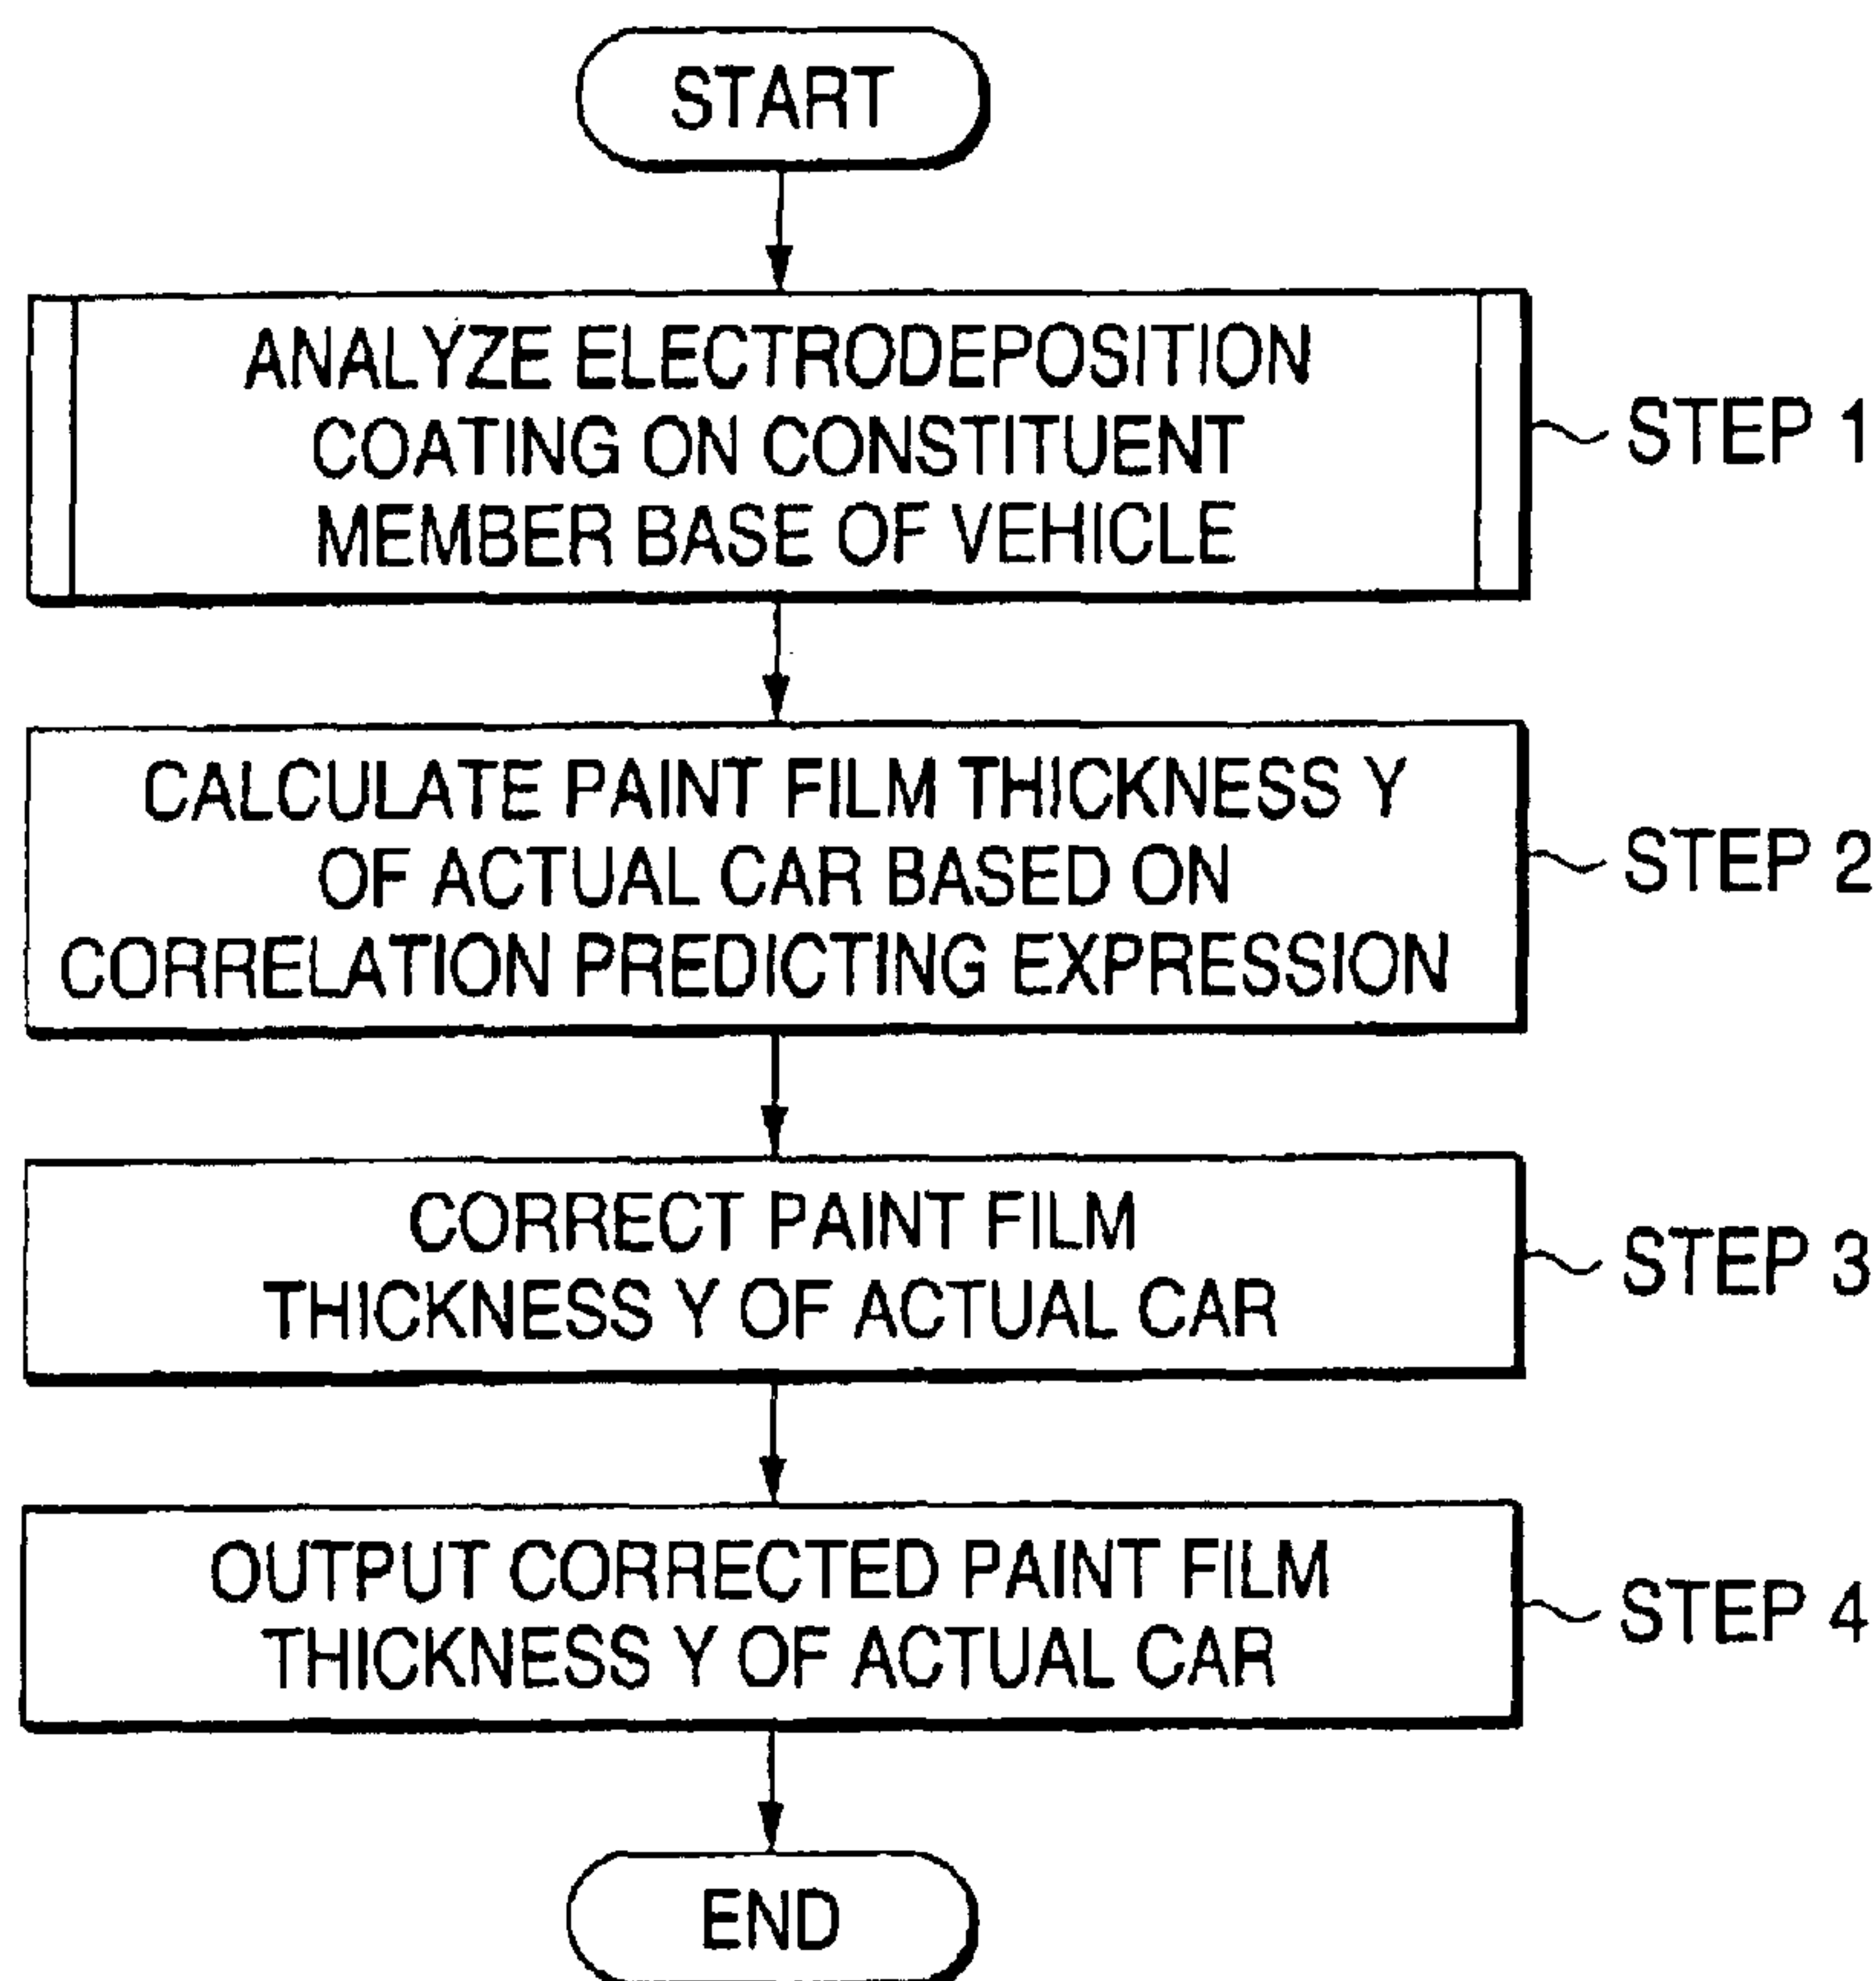 START
ANALYZE ELECTRODEPOSITION
COATING ON CONSTITUENT
MEMBER BASE OF VEHICLE
STEP 1
CALCULATE PAINT FILM THICKNESS Y
OF ACTUAL CAR BASED ON
CORRELATION PREDICTING EXPRESSION
STEP 2
CORRECT PAINT FILM
THICKNESS Y OF ACTUAL CAR
STEP 3
OUTPUT CORRECTED PAINT FILM
THICKNESS Y OF ACTUAL CAR
STEP 4
END